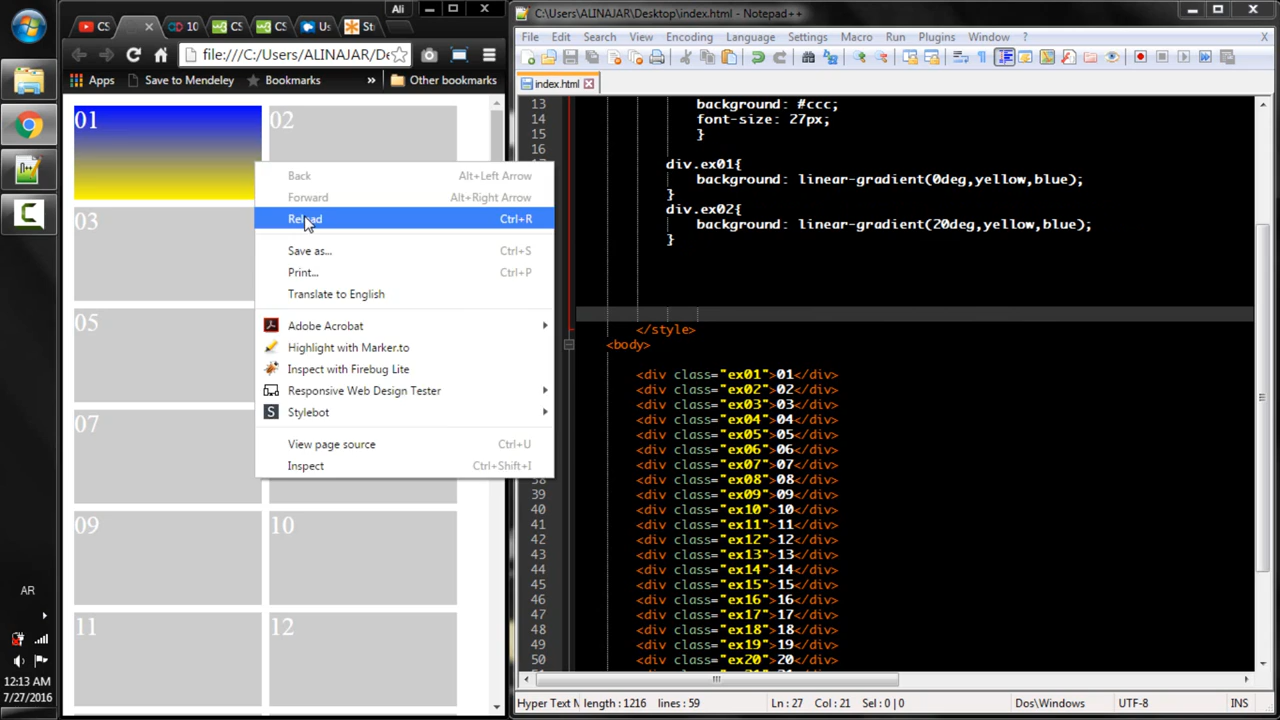 Ali
CS
10
CS
CS
Us
St
file:///C:/Users/ALINAJAR/De
Apps
Save to Mendeley
Bookmarks
»
Other bookmarks
01
02
03
05
07
09
10
11
12
Back Alt+Left Arrow
Forward Alt+Right Arrow
Reload Ctrl+R
Save as... Ctrl+S
Print... Ctrl+P
Translate to English
Adobe Acrobat
Highlight with Marker.to
Inspect with Firebug Lite
Responsive Web Design Tester
S Stylebot
View page source Ctrl+U
Inspect Ctrl+Shift+I
AR
12:13 AM
7/27/2016
C:\Users\ALINAJAR\Desktop\index.html - Notepad++
File Edit Search View Encoding Language Settings Macro Run Plugins Window ? X
index.html
13 background: #ccc;
14 font-size: 27px;
15 }
16
div.ex01{
background: linear-gradient(0deg,yellow,blue);
}
div.ex02{
background: linear-gradient(20deg,yellow,blue);
}
</style>
<body>
<div class="ex01">01</div>
<div class="ex02">02</div>
<div class="ex03">03</div>
<div class="ex04">04</div>
<div class="ex05">05</div>
<div class="ex06">06</div>
<div class="ex07">07</div>
38 <div class="ex08">08</div>
39 <div class="ex09">09</div>
40 <div class="ex10">10</div>
41 <div class="ex11">11</div>
42 <div class="ex12">12</div>
43 <div class="ex13">13</div>
44 <div class="ex14">14</div>
45 <div class="ex15">15</div>
46 <div class="ex16">16</div>
47 <div class="ex17">17</div>
48 <div class="ex18">18</div>
49 <div class="ex19">19</div>
50 <div class="ex20">20</div>
Hyper Text M length : 1216 lines : 59 Ln : 27 Col : 21 Sel : 0 | 0 Dos\Windows UTF-8 INS